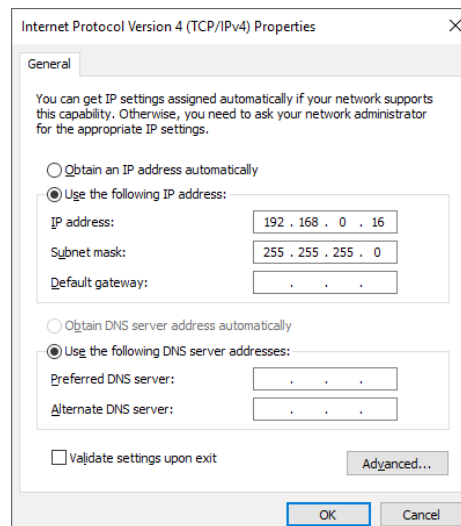 Internet Protocol Version 4 (TCP/IPv4) Properties
General
You can get IP settings assigned automatically if your network supports
this capability. Otherwise, you need to ask your network administrator
for the appropriate IP settings.
Obtain an IP address automatically
Use the following IP address:
IP address: 192 . 168 . 0 . 16
Subnet mask: 255 . 255 . 255 . 0
Default gateway: . . .
Obtain DNS server address automatically
Use the following DNS server addresses:
Preferred DNS server: . . .
Alternate DNS server: . . .
Validate settings upon exit
Advanced...
OK Cancel